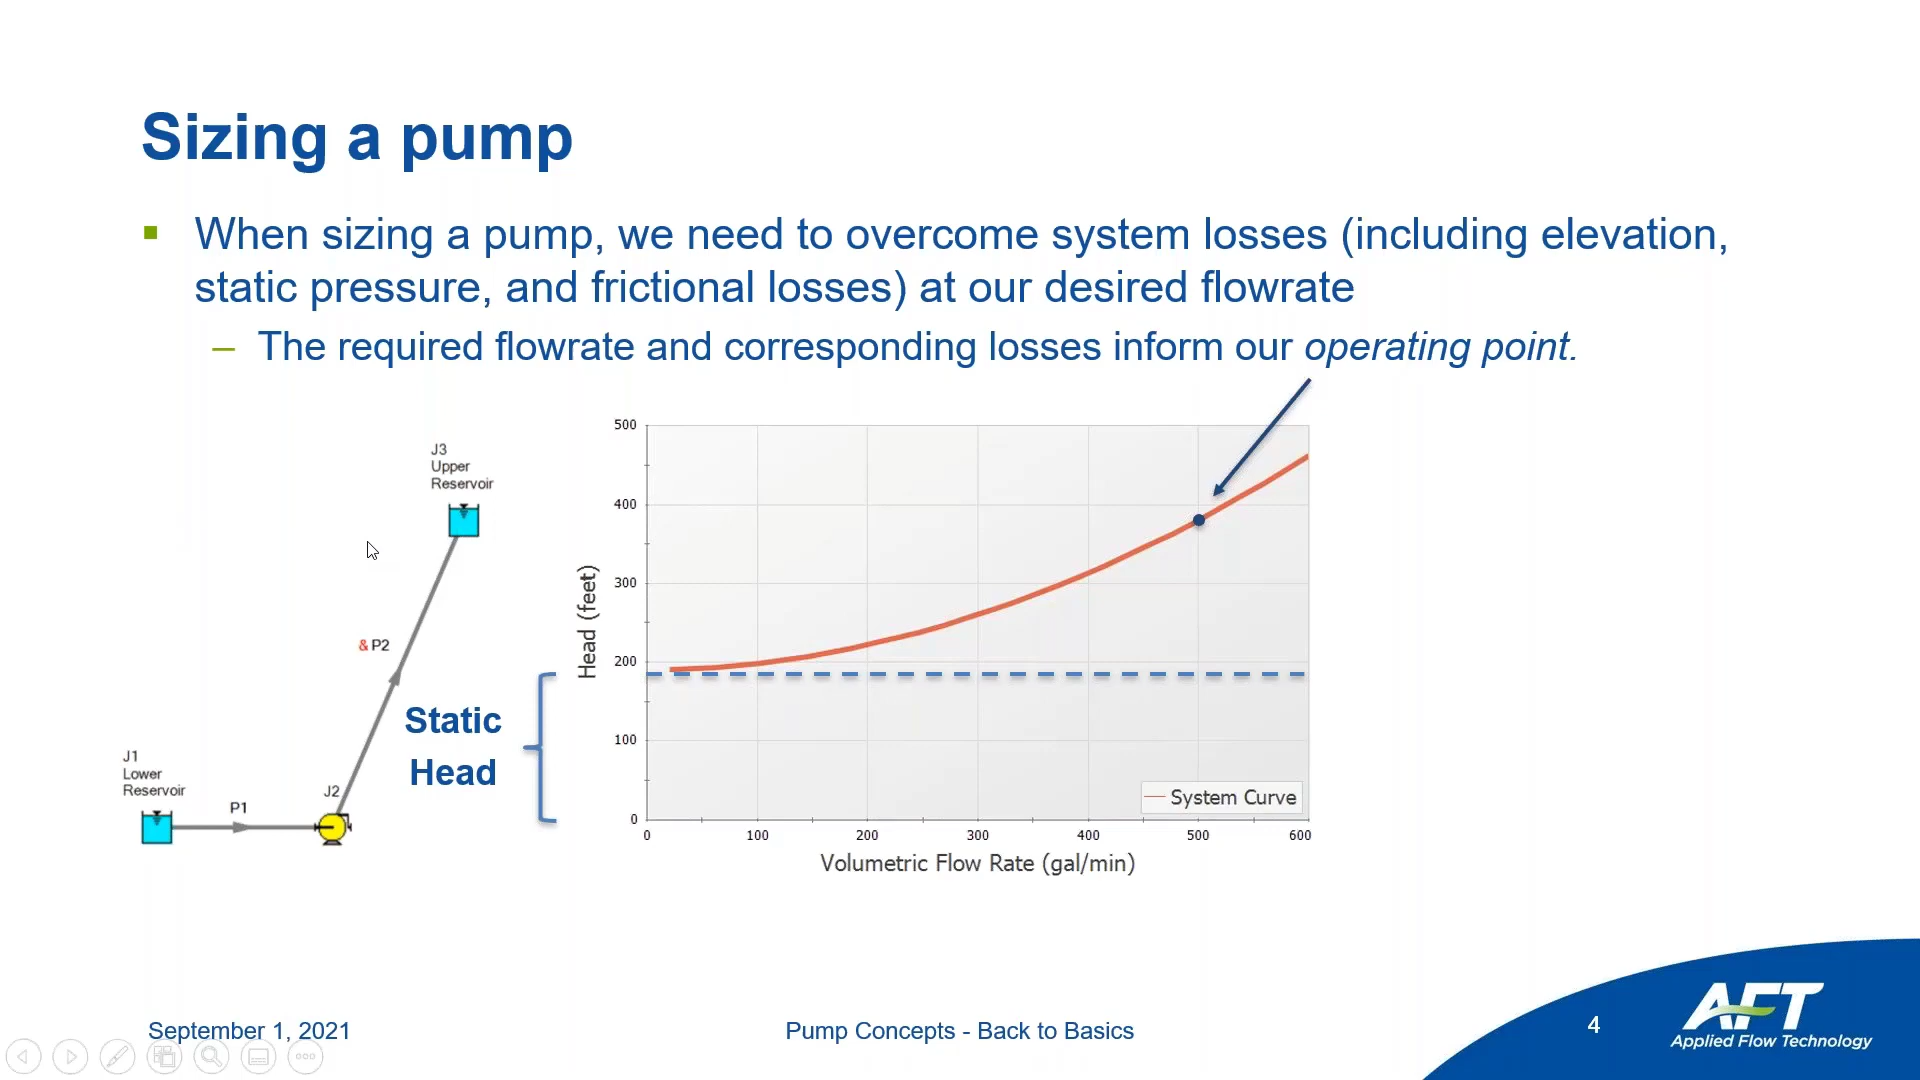 Sizing a pump
When sizing a pump, we need to overcome system losses (including elevation,
static pressure, and frictional losses) at our desired flowrate
– The required flowrate and corresponding losses inform our operating point.
J3
Upper
Reservoir
& P2
J1
Lower
Reservoir
P1
J2
Static
Head
Head (feet)
500
400
300
200
100
0
0 100 200 300 400 500 600
Volumetric Flow Rate (gal/min)
System Curve
September 1, 2021
Pump Concepts - Back to Basics
4
AFT
Applied Flow Technology